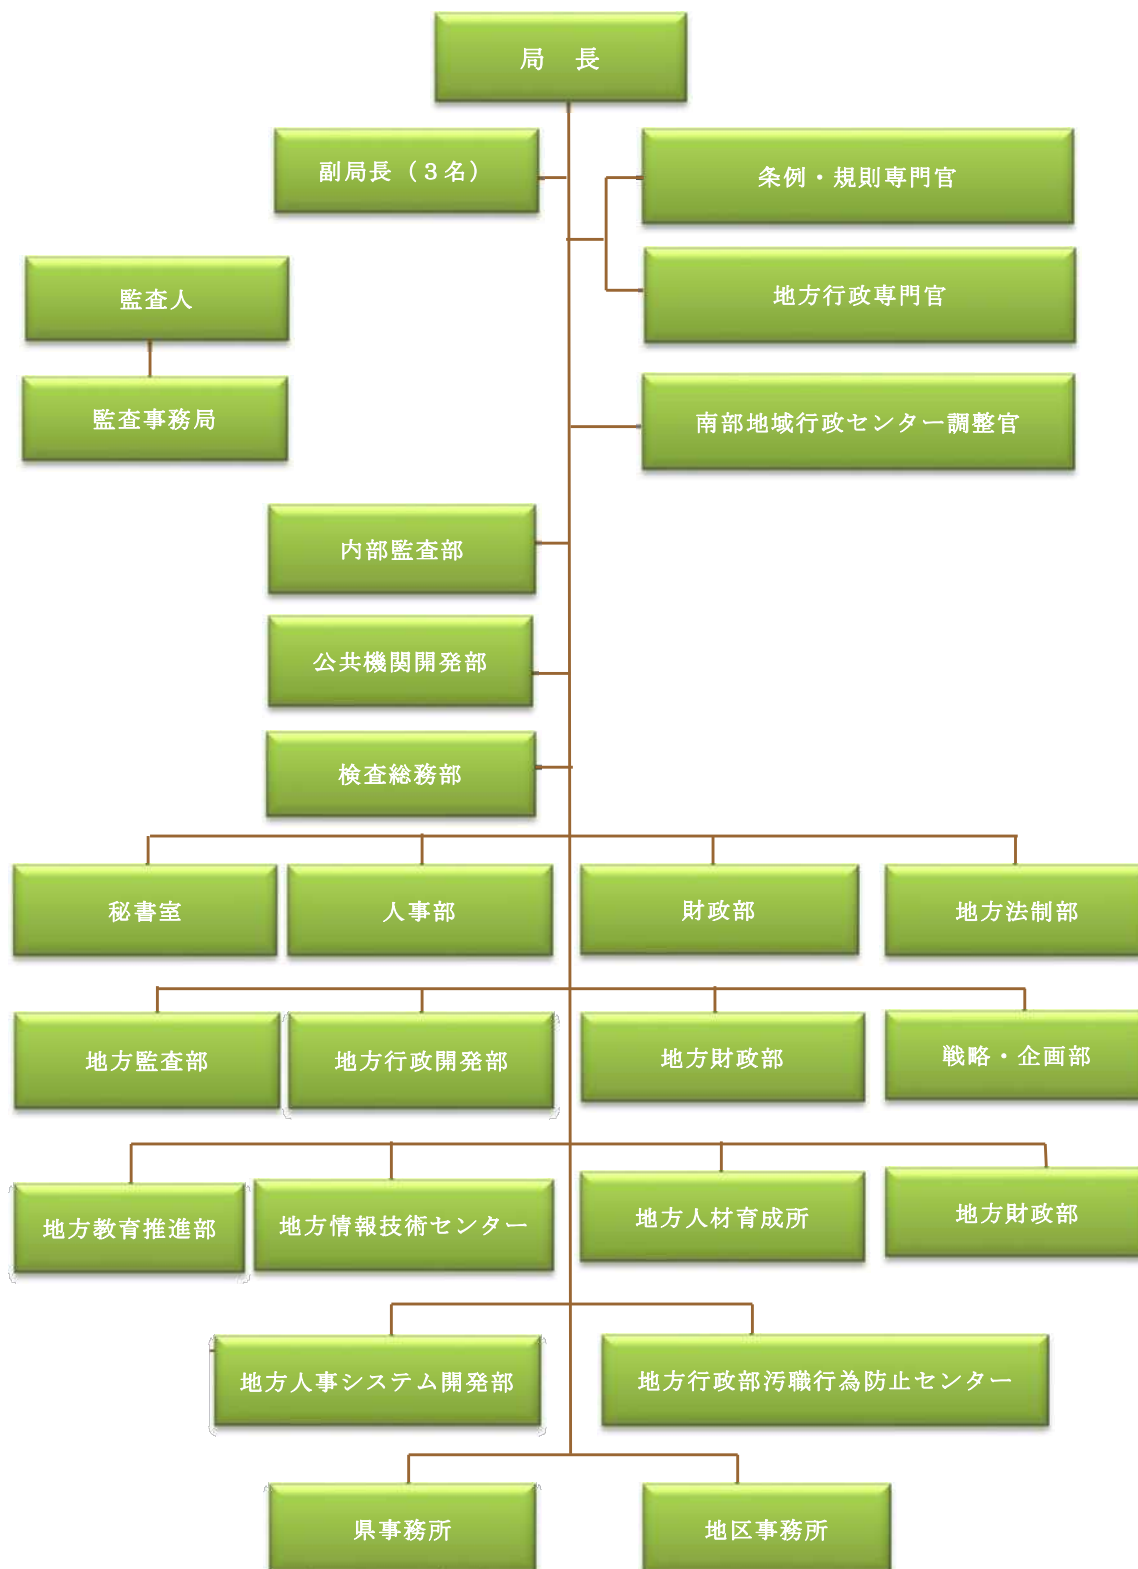 局　長
副局長（３名）
条例・規則専門官
地方行政専門官
監査人
監査事務局
南部地域行政センター調整官
内部監査部
公共機関開発部
検査総務部
秘書室
人事部
財政部
地方法制部
地方監査部
地方行政開発部
地方財政部
戦略・企画部
地方教育推進部
地方情報技術センター
地方人材育成所
地方財政部
地方人事システム開発部
地方行政部汚職行為防止センター
県事務所
地区事務所